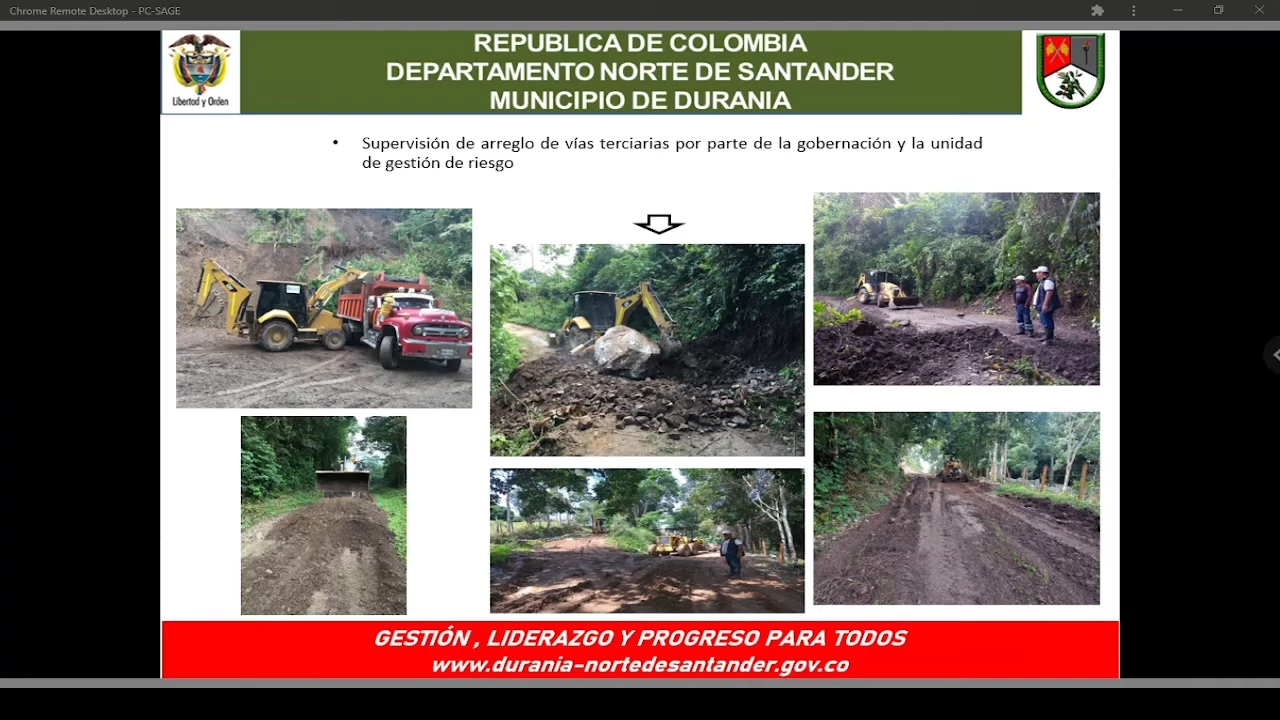 Chrome Remote Desktop - PC-SAGE
REPUBLICA DE COLOMBIA
DEPARTAMENTO NORTE DE SANTANDER
MUNICIPIO DE DURANIA
Libertad y Orden
• Supervisión de arreglo de vías terciarias por parte de la gobernación y la unidad
de gestión de riesgo
GESTIÓN , LIDERAZGO Y PROGRESO PARA TODOS
www.durania-nortedesantander.gov.co